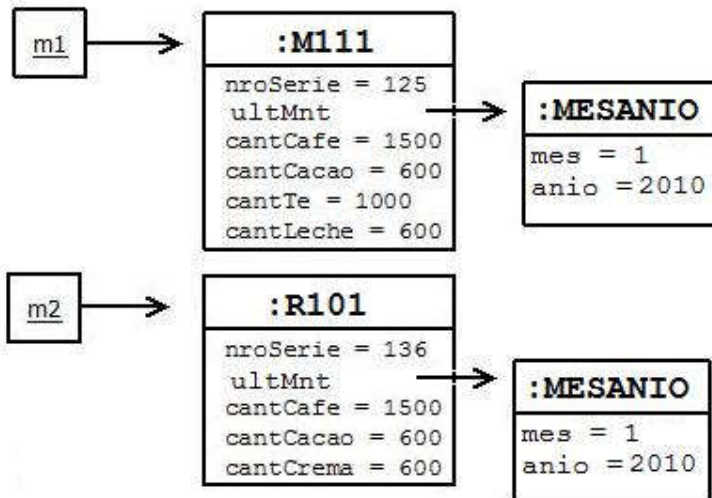 m1
:M111
nroSerie = 125
ultMnt
cantCafe = 1500
cantCacao = 600
cantTe = 1000
cantLeche = 600
:MESANIO
mes = 1
anio =2010
m2
:R101
nroSerie = 136
ultMnt
cantCafe = 1500
cantCacao = 600
cantCrema = 600
:MESANIO
mes = 1
anio =2010